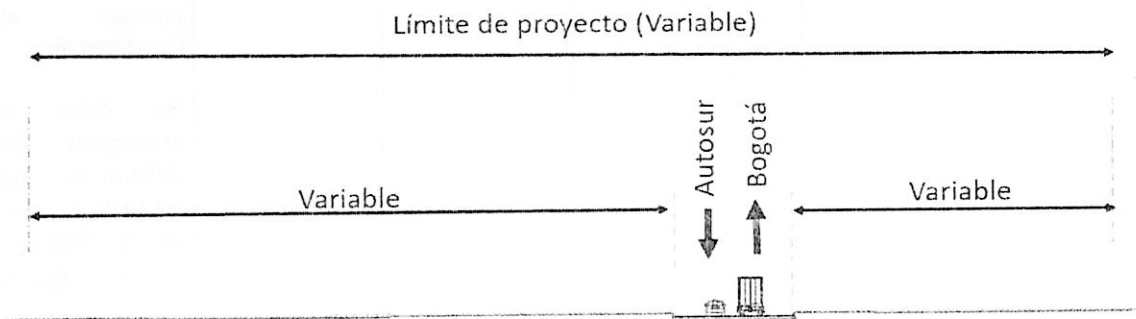 Límite de proyecto (Variable)
Autosur
Bogotá
Variable
Variable